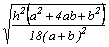 √(h²(a² + 4ab + b²) / 18(a + b)²)